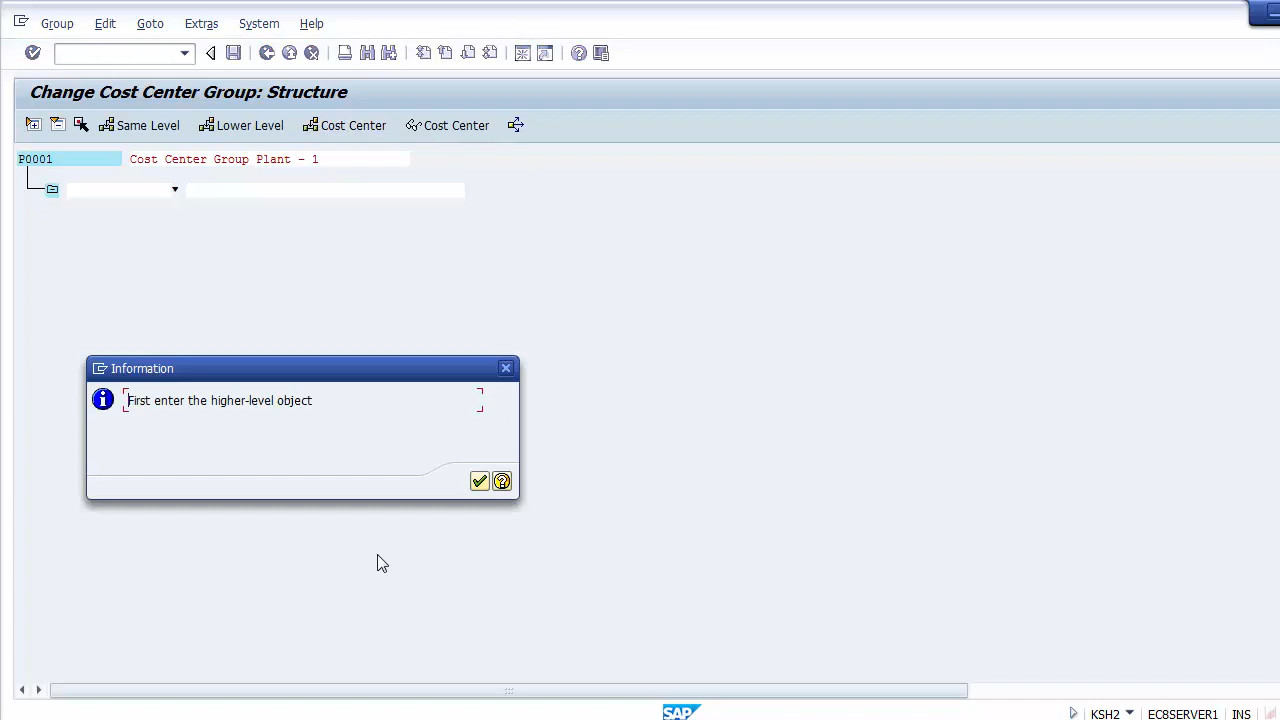 Group Edit Goto Extras System Help
Change Cost Center Group: Structure
Same Level Lower Level Cost Center Cost Center
P0001 Cost Center Group Plant - 1
Information
First enter the higher-level object
SAP KSH2 EC8SERVER1 INS